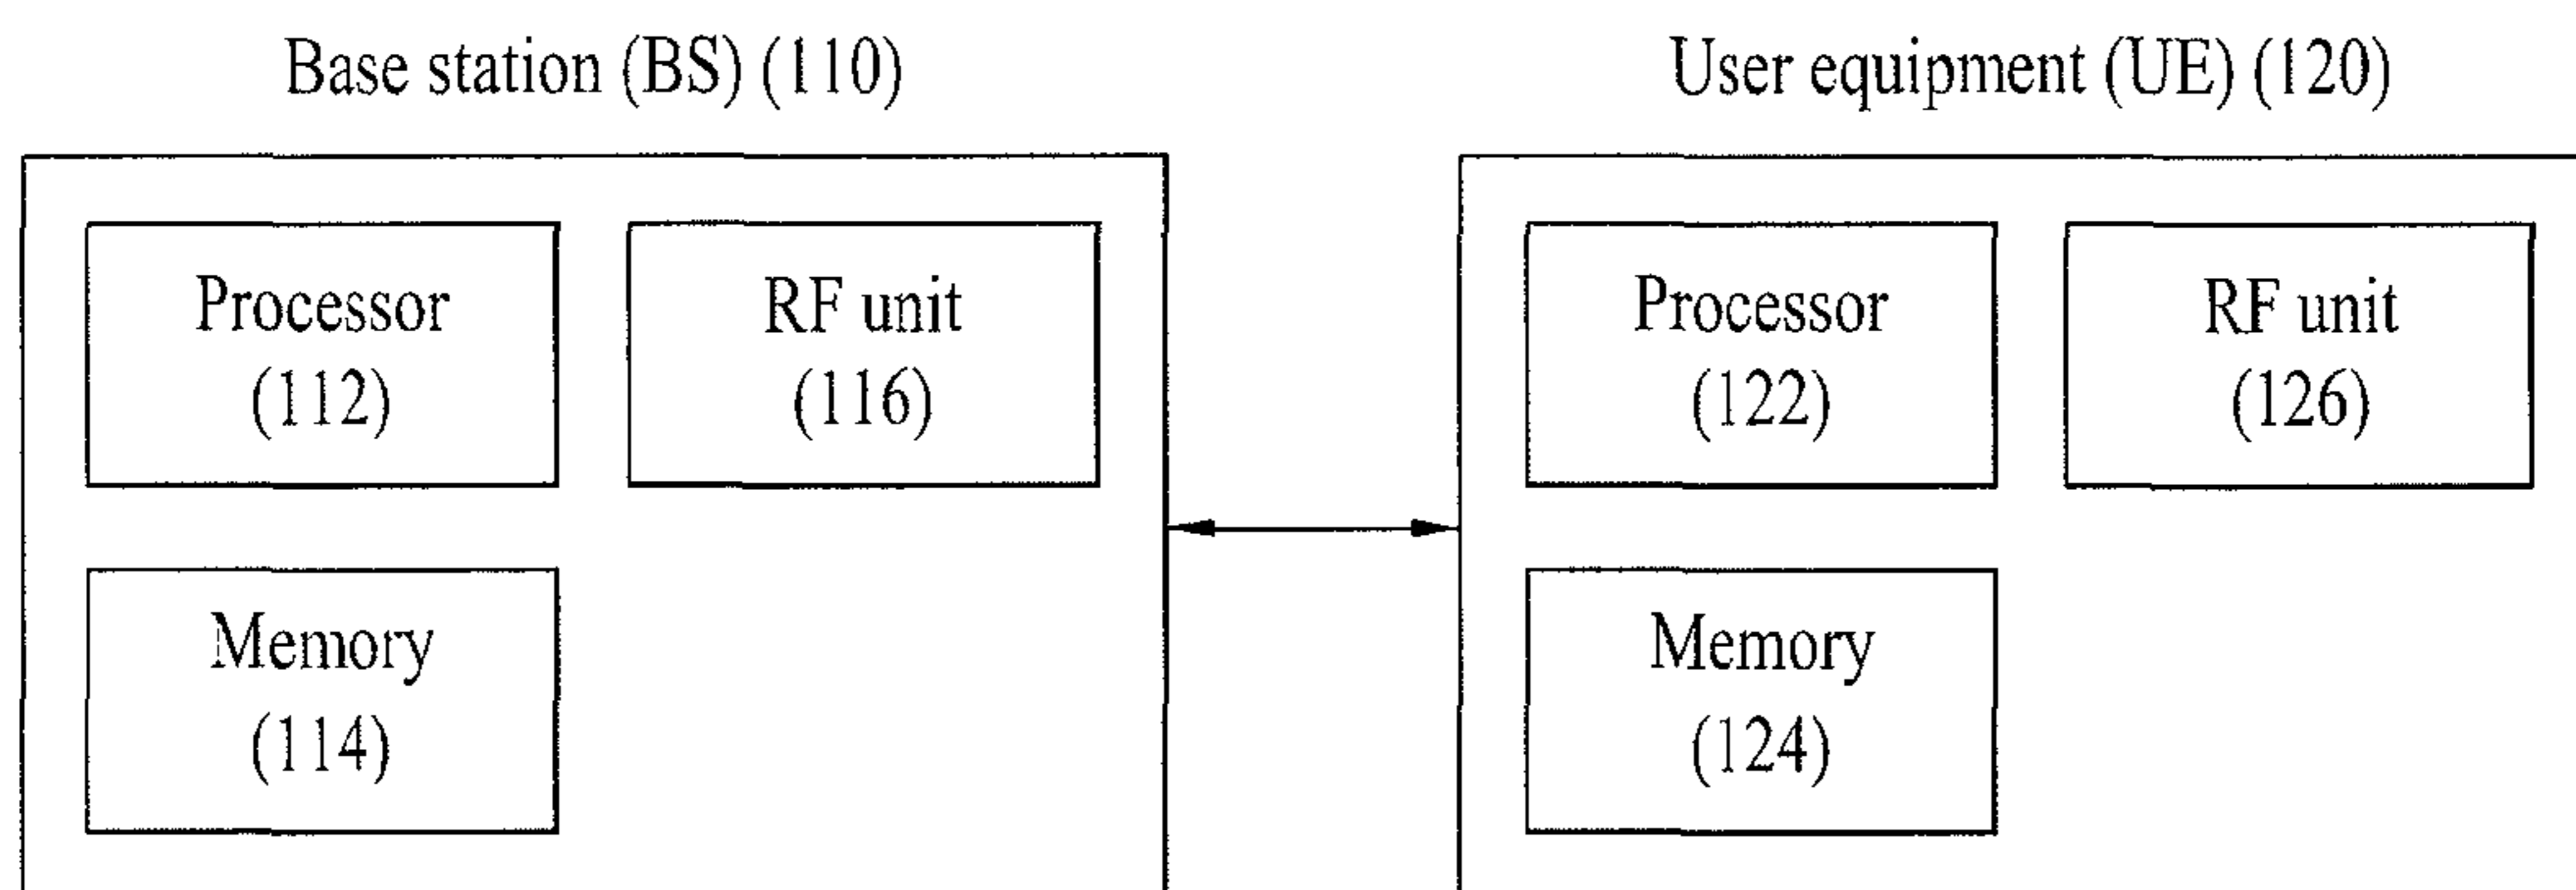 Base station (BS) (110)
Processor
(112)
RF unit
(116)
Memory
(114)
User equipment (UE) (120)
Processor
(122)
RF unit
(126)
Memory
(124)